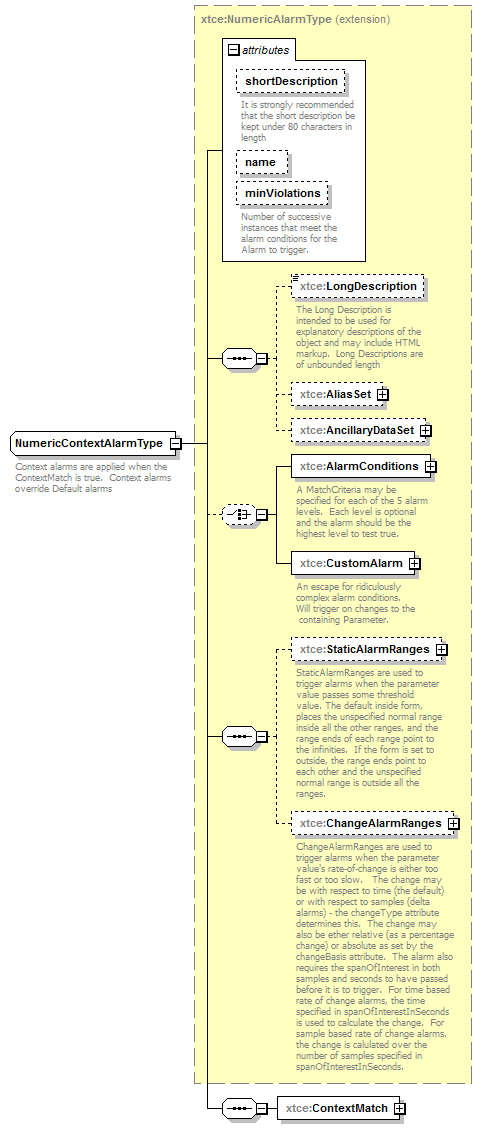 xtce:NumericAlarmType (extension)
attributes
shortDescription
It is strongly recommended
that the short description be
kept under 80 characters in
length
name
minViolations
Number of successive
instances that meet the
alarm conditions for the
Alarm to trigger.
xtce:LongDescription
The Long Description is
intended to be used for
explanatory descriptions of the
object and may include HTML
markup.  Long Descriptions are
of unbounded length
xtce:AliasSet
xtce:AncillaryDataSet
NumericContextAlarmType
Context alarms are applied when the
ContextMatch is true.  Context alarms
override Default alarms
xtce:AlarmConditions
A MatchCriteria may be
specified for each of the 5 alarm
levels.  Each level is optional
and the alarm should be the
highest level to test true.
xtce:CustomAlarm
An escape for ridiculously
complex alarm conditions.
Will trigger on changes to the
containing Parameter.
xtce:StaticAlarmRanges
StaticAlarmRanges are used to
trigger alarms when the parameter
value passes some threshold
value. The default inside form,
places the unspecified normal range
inside all the other ranges, and the
range ends of each range point to
the infinities.  If the form is set to
outside, the range ends point to
each other and the unspecified
normal range is outside all the
ranges.
xtce:ChangeAlarmRanges
ChangeAlarmRanges are used to
trigger alarms when the parameter
value's rate-of-change is either too
fast or too slow.   The change may
be with respect to time (the default)
or with respect to samples (delta
alarms) - the changeType attribute
determines this.  The change may
also be ether relative (as a percentage
change) or absolute as set by the
changeBasis attribute.  The alarm also
requires the spanOfInterest in both
samples and seconds to have passed
before it is to trigger.  For time based
rate of change alarms, the time
specified in spanOfInterestInSeconds
is used to calculate the change.  For
sample based rate of change alarms,
the change is calulated over the
number of samples specified in
spanOfInterestInSeconds.
xtce:ContextMatch